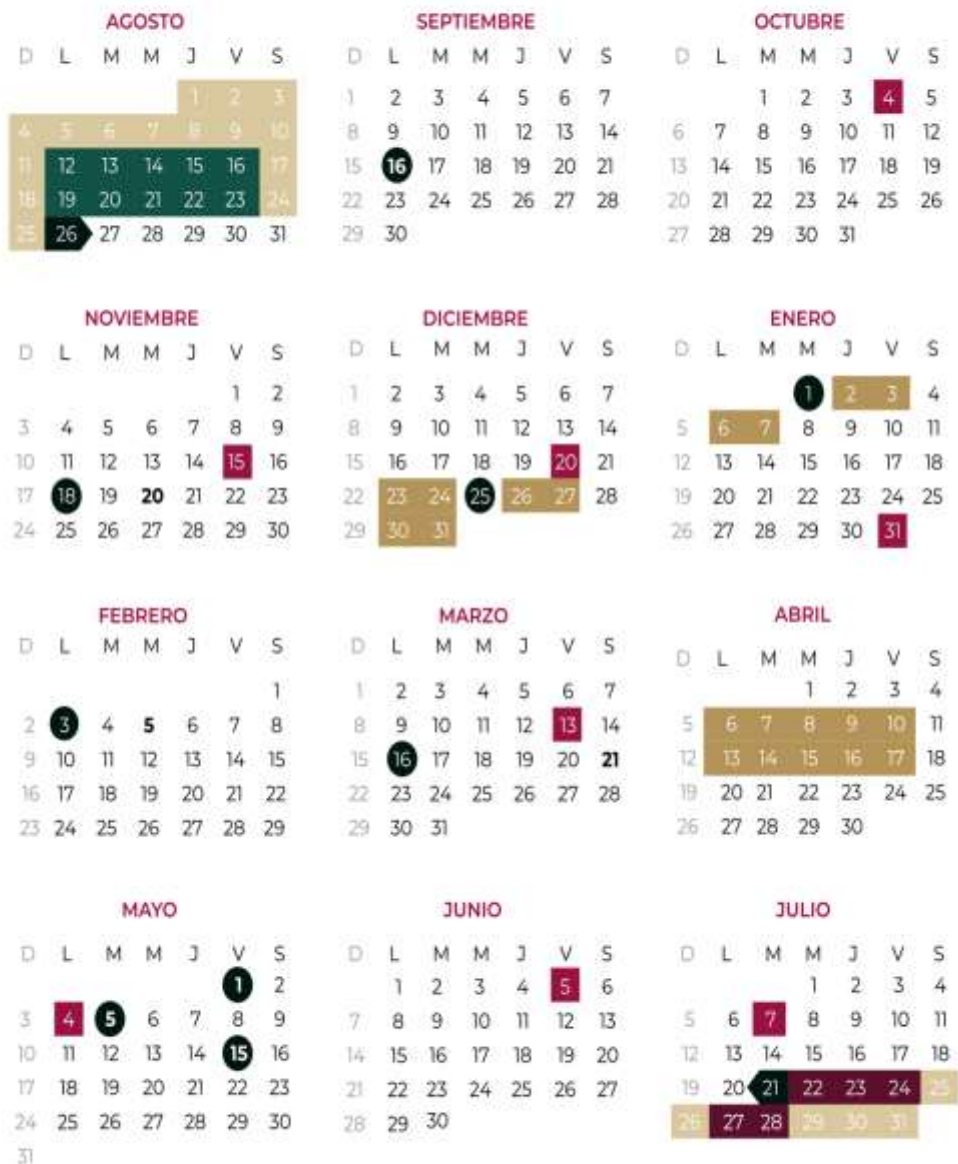 AGOSTO
D L M M J V S
1 2 3
4 5 6 7 8 9 10
11 12 13 14 15 16 17
18 19 20 21 22 23 24
25 26 27 28 29 30 31
SEPTIEMBRE
D L M M J V S
1 2 3 4 5 6 7
8 9 10 11 12 13 14
15 16 17 18 19 20 21
22 23 24 25 26 27 28
29 30
OCTUBRE
D L M M J V S
1 2 3 4 5
6 7 8 9 10 11 12
13 14 15 16 17 18 19
20 21 22 23 24 25 26
27 28 29 30 31
NOVIEMBRE
D L M M J V S
1 2
3 4 5 6 7 8 9
10 11 12 13 14 15 16
17 18 19 20 21 22 23
24 25 26 27 28 29 30
DICIEMBRE
D L M M J V S
1 2 3 4 5 6 7
8 9 10 11 12 13 14
15 16 17 18 19 20 21
22 23 24 25 26 27 28
29 30 31
ENERO
D L M M J V S
1 2 3 4
5 6 7 8 9 10 11
12 13 14 15 16 17 18
19 20 21 22 23 24 25
26 27 28 29 30 31
FEBRERO
D L M M J V S
1
2 3 4 5 6 7 8
9 10 11 12 13 14 15
16 17 18 19 20 21 22
23 24 25 26 27 28 29
MARZO
D L M M J V S
1 2 3 4 5 6 7
8 9 10 11 12 13 14
15 16 17 18 19 20 21
22 23 24 25 26 27 28
29 30 31
ABRIL
D L M M J V S
1 2 3 4
5 6 7 8 9 10 11
12 13 14 15 16 17 18
19 20 21 22 23 24 25
26 27 28 29 30
MAYO
D L M M J V S
1 2
3 4 5 6 7 8 9
10 11 12 13 14 15 16
17 18 19 20 21 22 23
24 25 26 27 28 29 30
31
JUNIO
D L M M J V S
1 2 3 4 5 6
7 8 9 10 11 12 13
14 15 16 17 18 19 20
21 22 23 24 25 26 27
28 29 30
JULIO
D L M M J V S
1 2 3 4
5 6 7 8 9 10 11
12 13 14 15 16 17 18
19 20 21 22 23 24 25
26 27 28 29 30 31